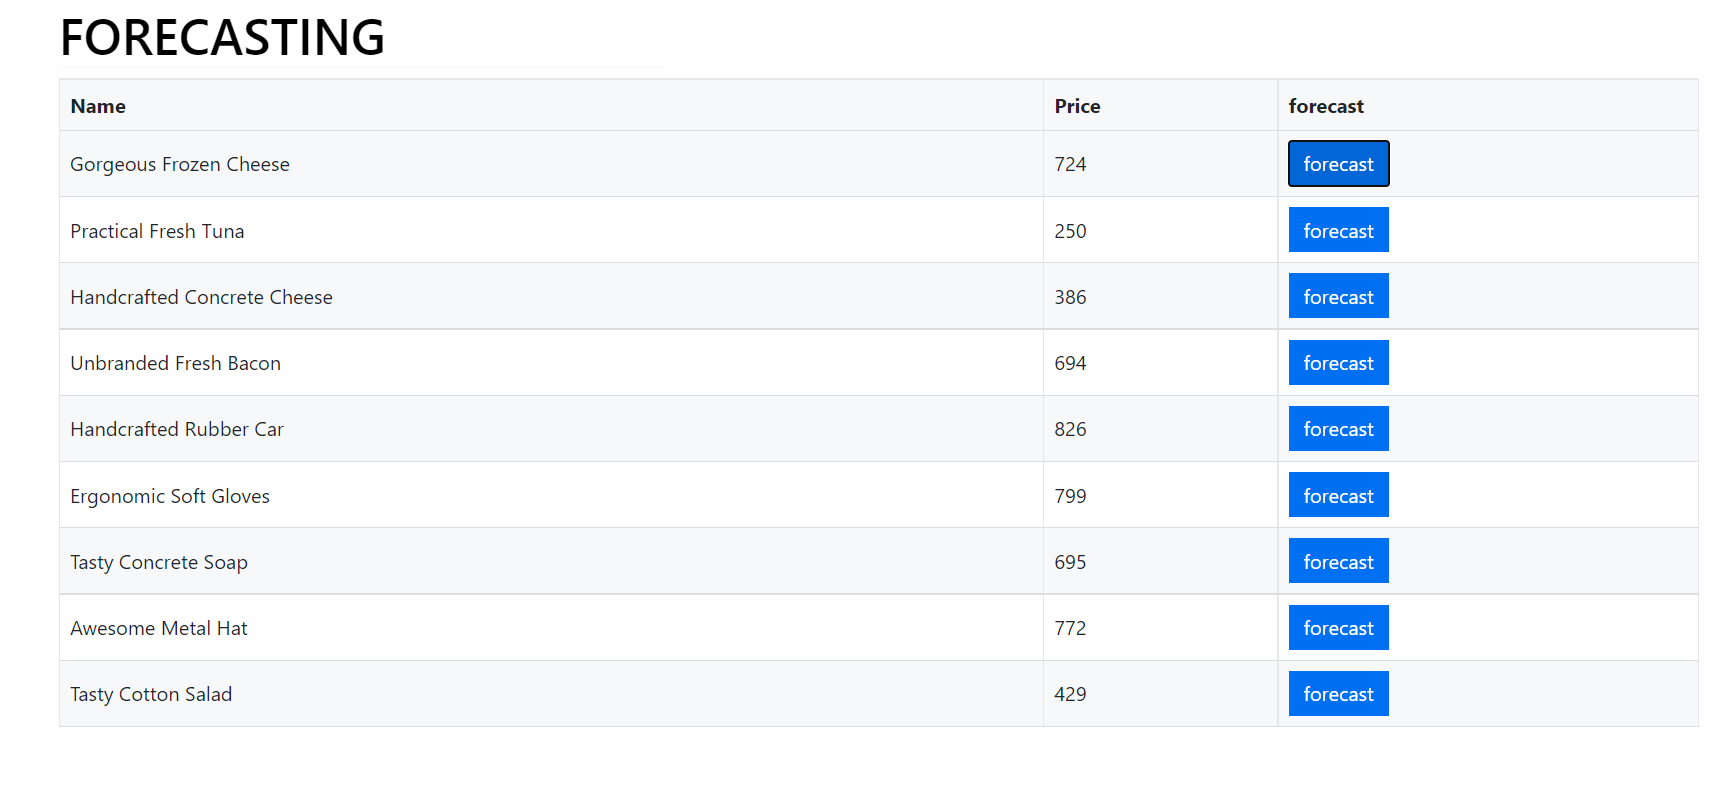 FORECASTING
Name Price forecast
Gorgeous Frozen Cheese 724 forecast
Practical Fresh Tuna 250 forecast
Handcrafted Concrete Cheese 386 forecast
Unbranded Fresh Bacon 694 forecast
Handcrafted Rubber Car 826 forecast
Ergonomic Soft Gloves 799 forecast
Tasty Concrete Soap 695 forecast
Awesome Metal Hat 772 forecast
Tasty Cotton Salad 429 forecast